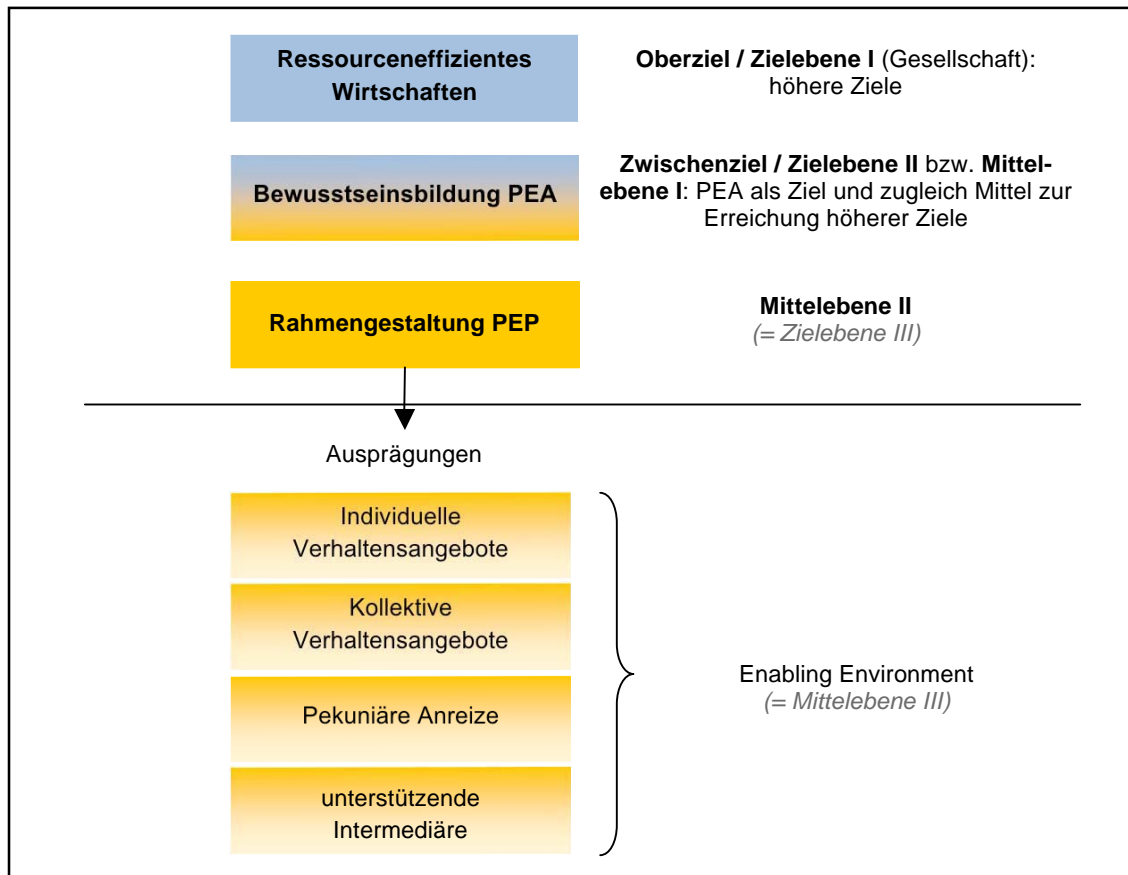 Ressourceneffizientes
Wirtschaften
Oberziel / Zielebene I (Gesellschaft):
höhere Ziele
Bewusstseinsbildung PEA
Zwischenziel / Zielebene II bzw. Mittel-
ebene I: PEA als Ziel und zugleich Mittel zur
Erreichung höherer Ziele
Rahmengestaltung PEP
Mittelebene II
(= Zielebene III)
Ausprägungen
Individuelle
Verhaltensangebote
Kollektive
Verhaltensangebote
Pekuniäre Anreize
unterstützende
Intermediäre
Enabling Environment
(= Mittelebene III)